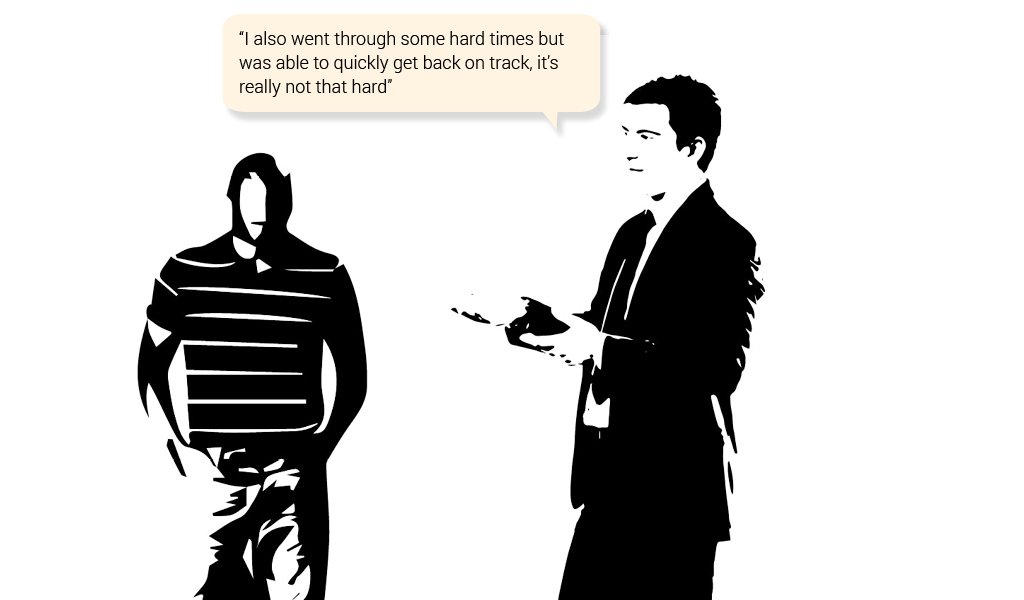 “I also went through some hard times but
was able to quickly get back on track, it’s
really not that hard”